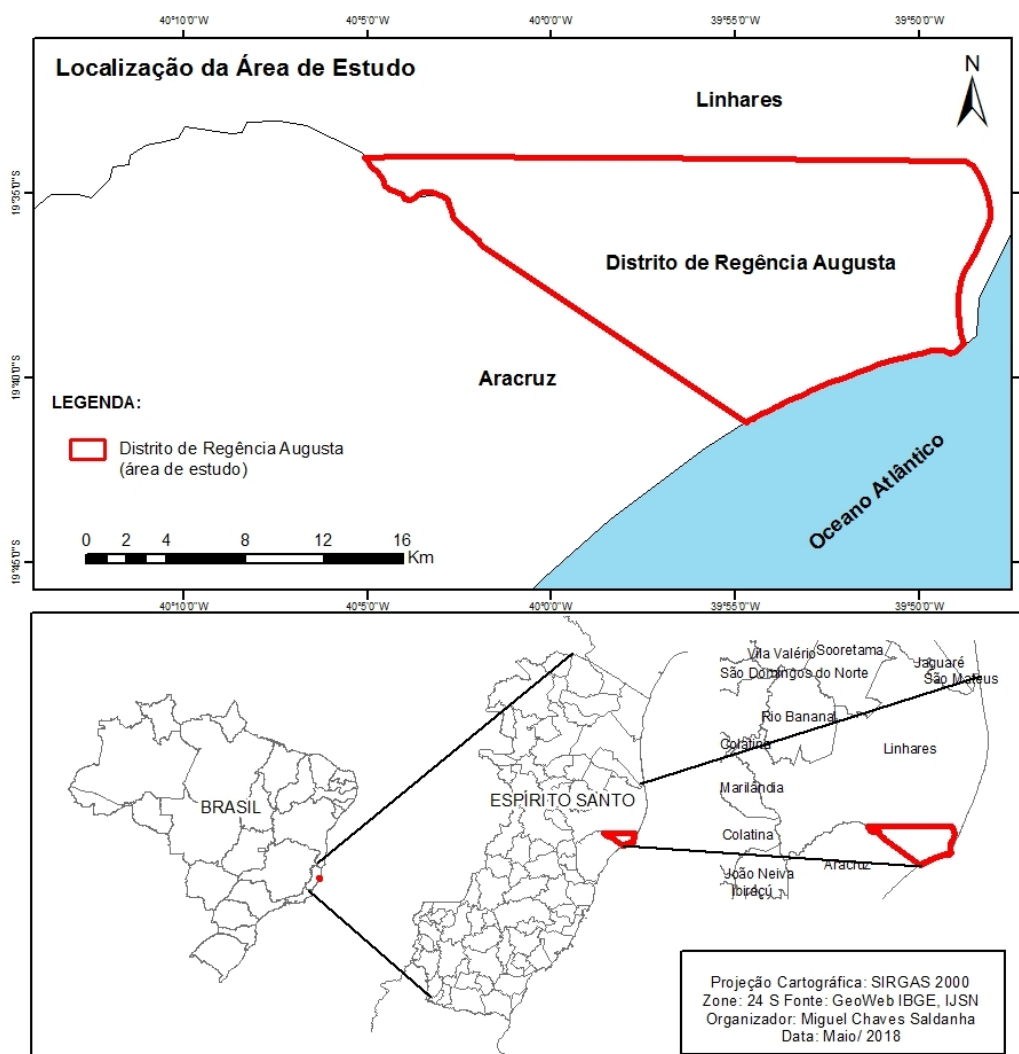 40°10'0"W 40°5'0"W 40°0'0"W 39°55'0"W 39°50'0"W
Localização da Área de Estudo
N
Linhares
19°35'0"S
Distrito de Regência Augusta
Aracruz
19°40'0"S
LEGENDA:
Distrito de Regência Augusta
(área de estudo)
Oceano Atlântico
0 2 4 8 12 16
Km
19°45'0"S
40°10'0"W 40°5'0"W 40°0'0"W 39°55'0"W 39°50'0"W
Vila Valério
Sooretama
Jaguaré
São Domingos do Norte
São Mateus
Rio Bananal
Colatina
Linhares
Marilândia
BRASIL
ESPÍRITO SANTO
Colatina
Aracruz
João Neiva
Ibiraçu
Projeção Cartográfica: SIRGAS 2000
Zone: 24 S Fonte: GeoWeb IBGE, IJSN
Organizador: Miguel Chaves Saldanha
Data: Maio/ 2018